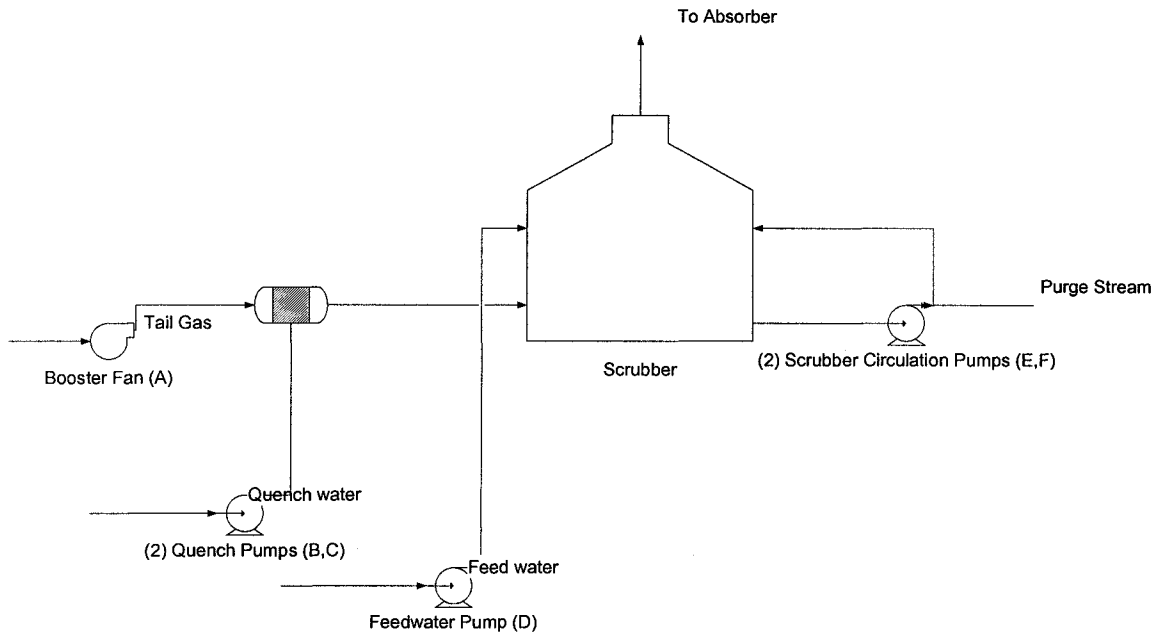 To Absorber
Tail Gas
Booster Fan (A)
Purge Stream
(2) Scrubber Circulation Pumps (E,F)
Scrubber
Quench water
(2) Quench Pumps (B,C)
Feed water
Feedwater Pump (D)